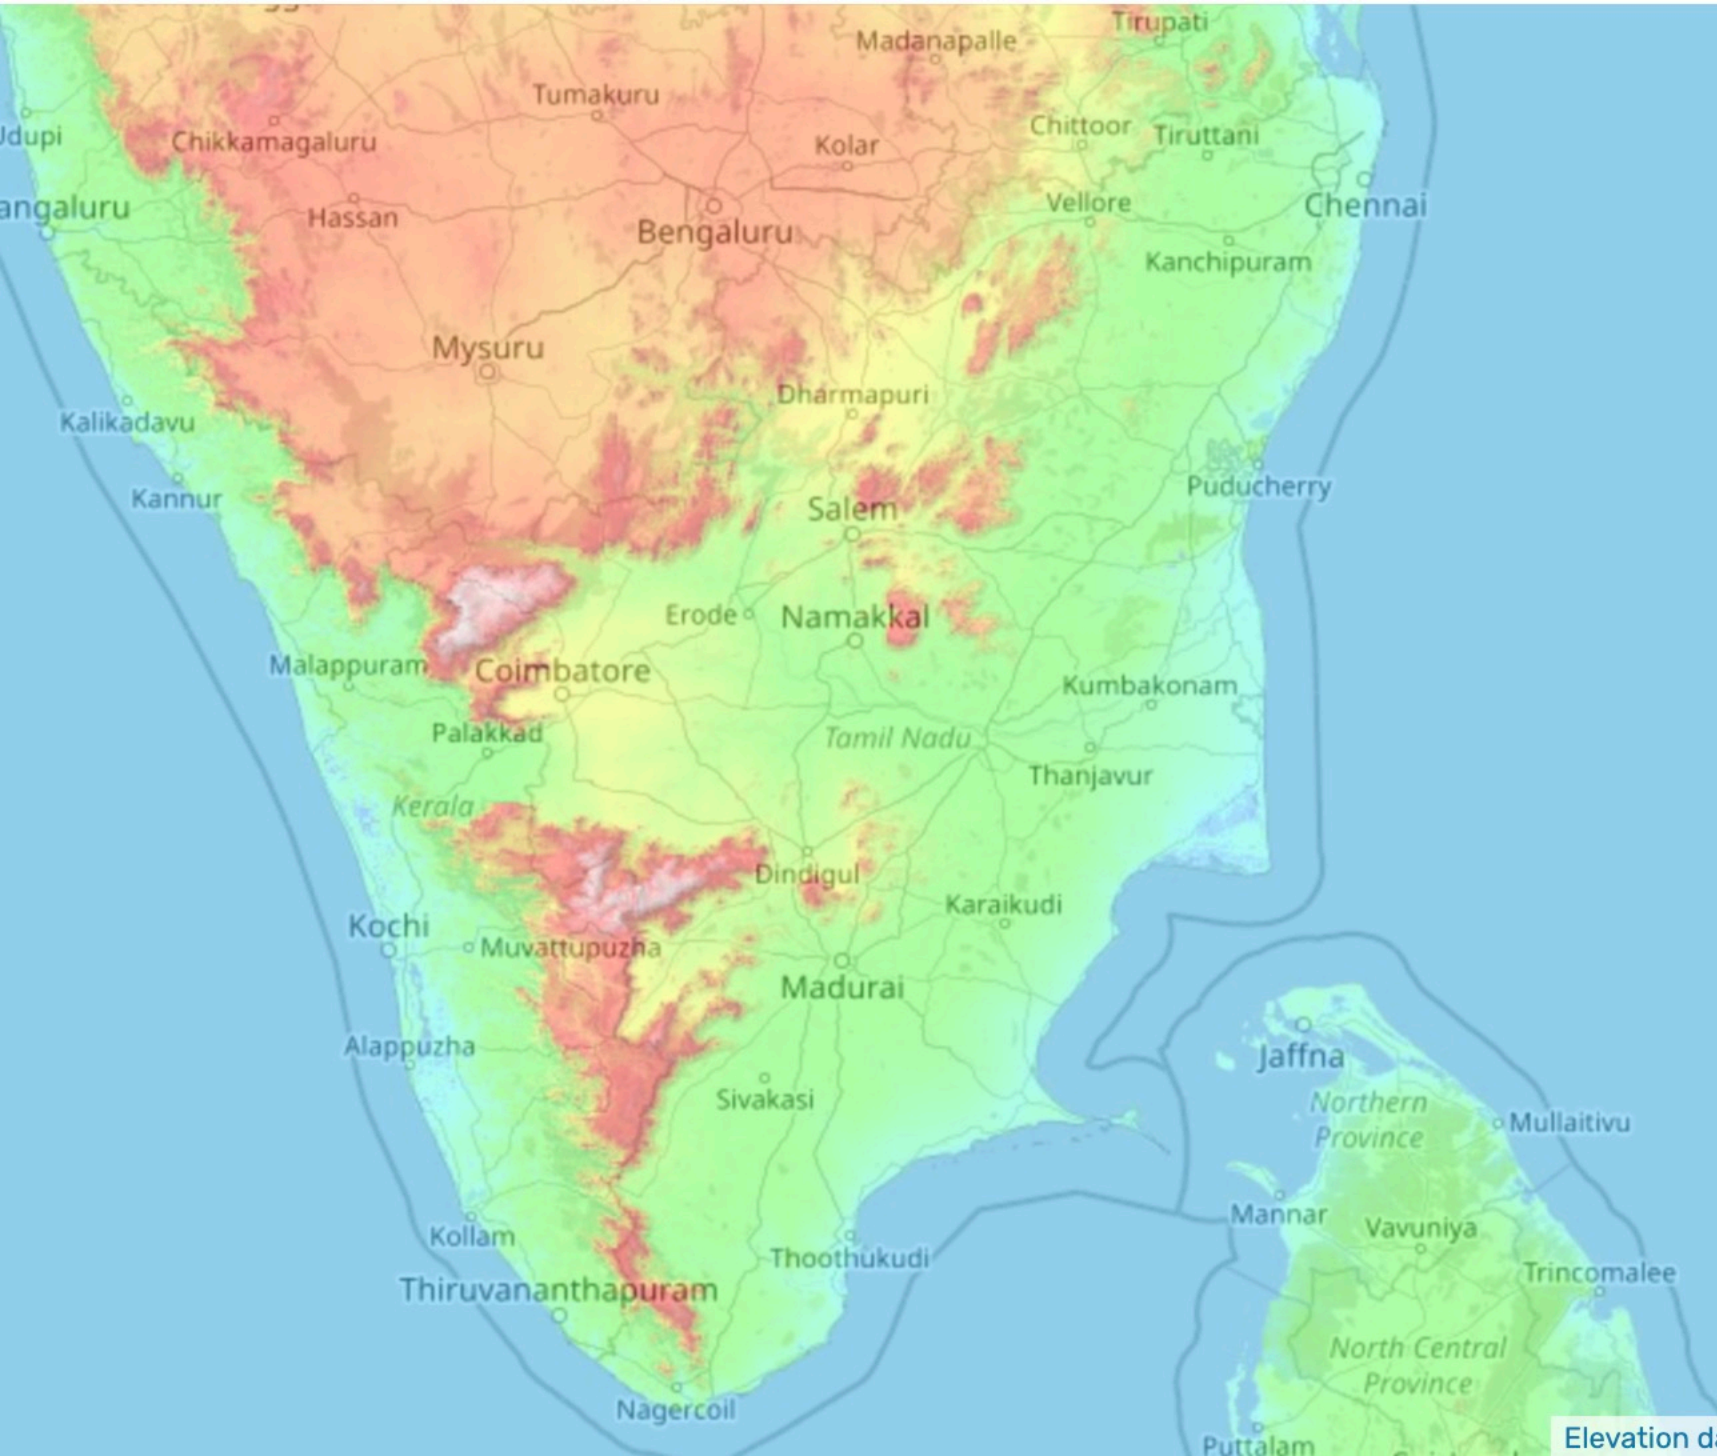 Tirupati
Madanapalle
Tumakuru
Chittoor
Tiruttani
Udupi
Chikkamagaluru
Kolar
Vellore
angaluru
Hassan
Bengaluru
Chennai
Kanchipuram
Mysuru
Dharmapuri
Kalikadavu
Puducherry
Kannur
Salem
Erode
Namakkal
Malappuram
Coimbatore
Kumbakonam
Palakkad
Tamil Nadu
Thanjavur
Kerala
Dindigul
Karaikudi
Kochi
Muvattupuzha
Madurai
Alappuzha
Jaffna
Sivakasi
Northern
Province
Mullaitivu
Mannar
Vavuniya
Kollam
Thoothukudi
Trincomalee
Thiruvananthapuram
North Central
Province
Nagercoil
Elevation da
Puttalam